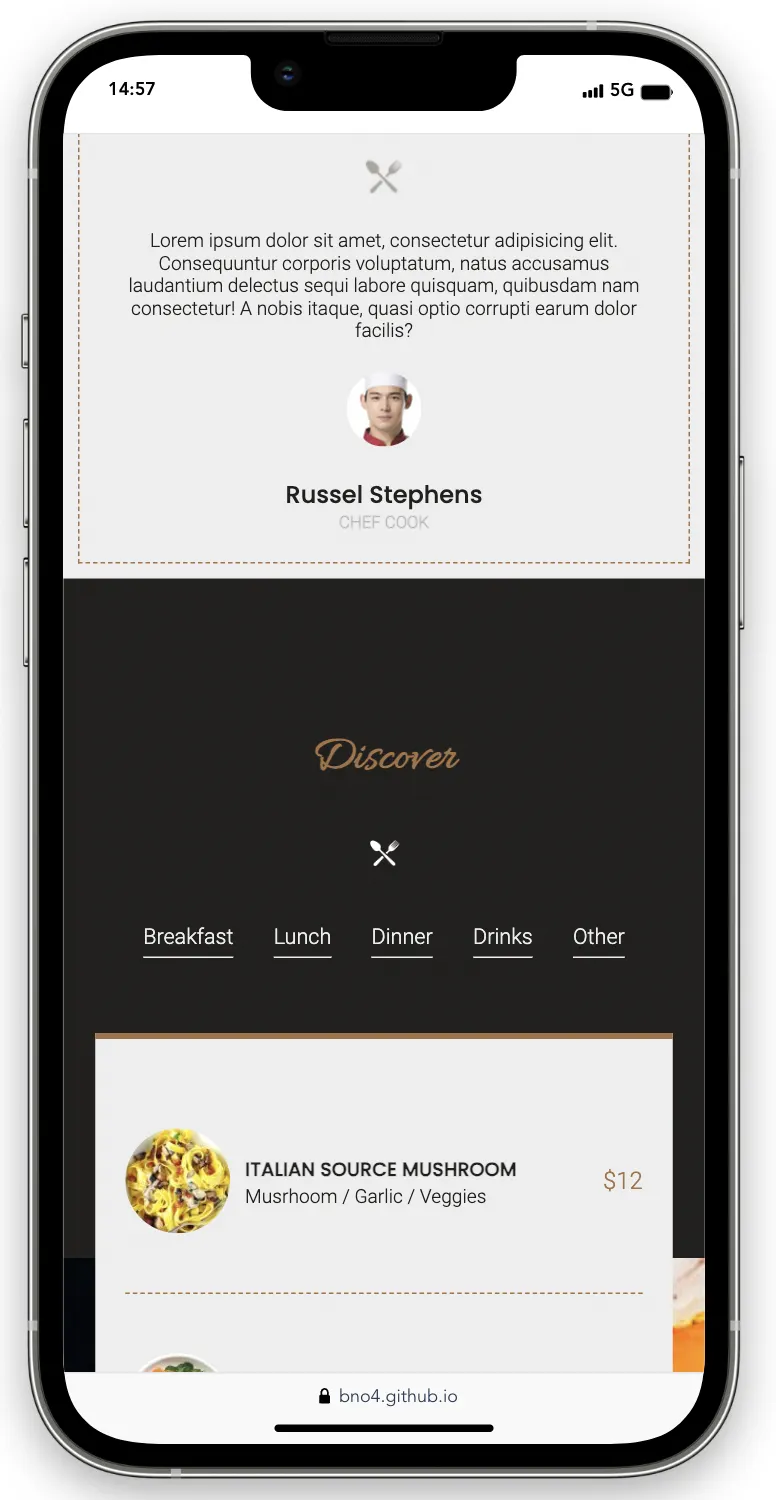 14:57
5G
Lorem ipsum dolor sit amet, consectetur adipisicing elit.
Consequuntur corporis voluptatum, natus accusamus
laudantium delectus sequi labore quisquam, quibusdam nam
consectetur! A nobis itaque, quasi optio corrupti earum dolor
facilis?
Russel Stephens
CHEF COOK
Discover
Breakfast Lunch Dinner Drinks Other
ITALIAN SOURCE MUSHROOM
Musrhoom / Garlic / Veggies
$12
bno4.github.io